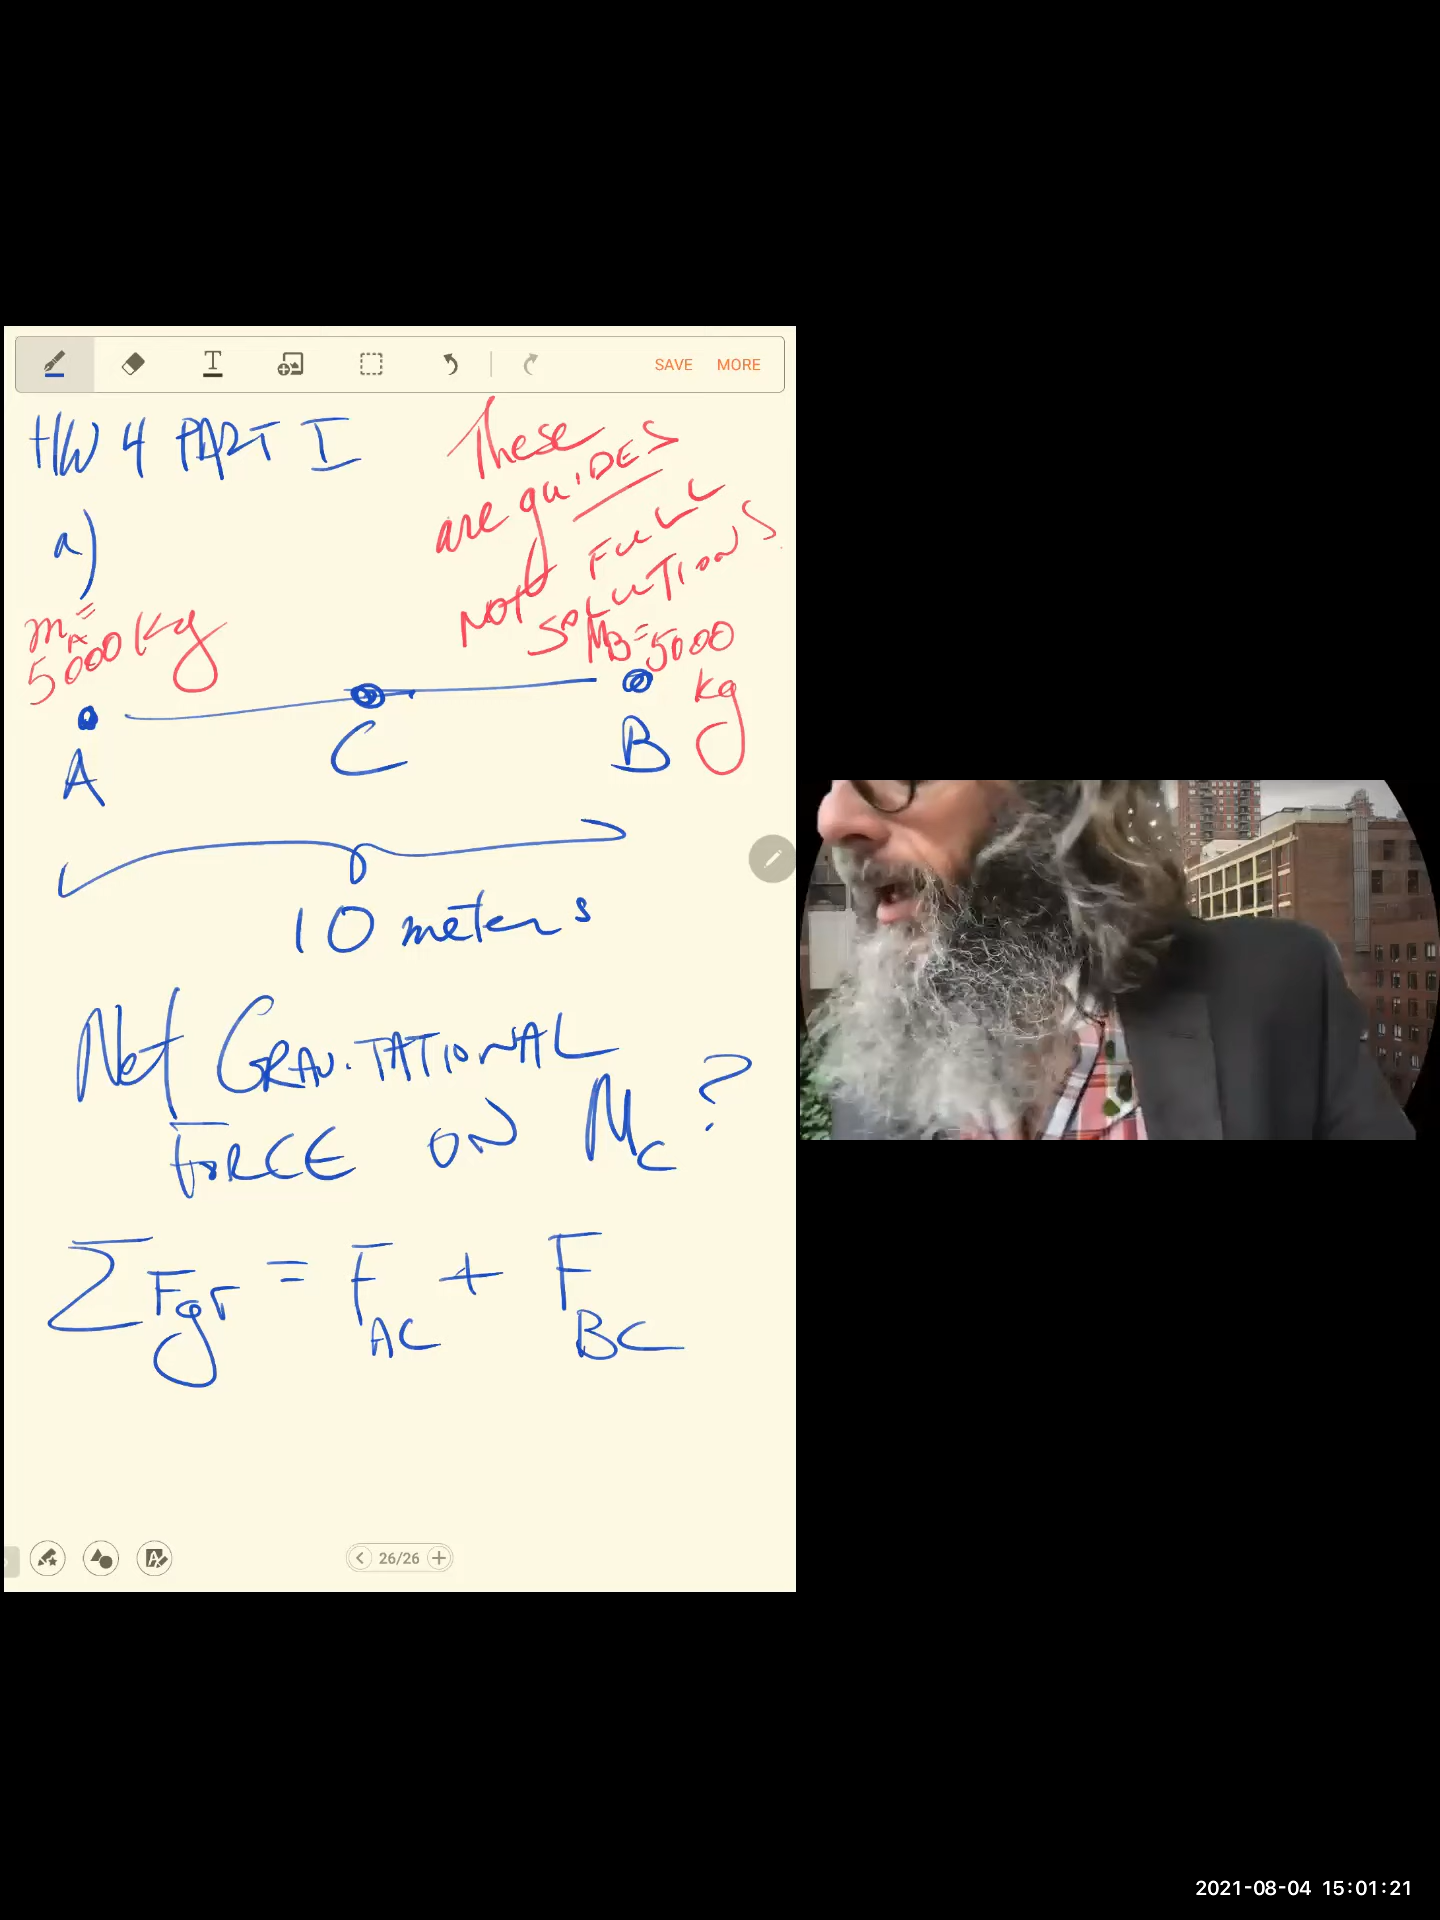 SAVE MORE
HW 4 PART I
These
are guIDES
Not FULL
SOLUTIONS
a)
mA =
5000 kg
MB = 5000
kg
A C B
10 meters
Net GRAVITATIONAL
FORCE ON Mc?
ΣFgr = FAC + FBC
26/26
2021-08-04 15:01:21